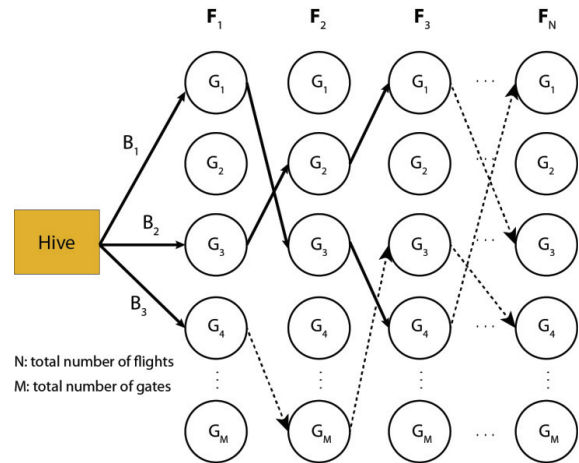 F1 F2 F3 FN
G1 G1 G1 ... G1
B1
G2 G2 G2 ... G2
B2
Hive G3 G3 G3 ... G3
B3
G4 G4 G4 ... G4
N: total number of flights
M: total number of gates
GM GM GM ... GM